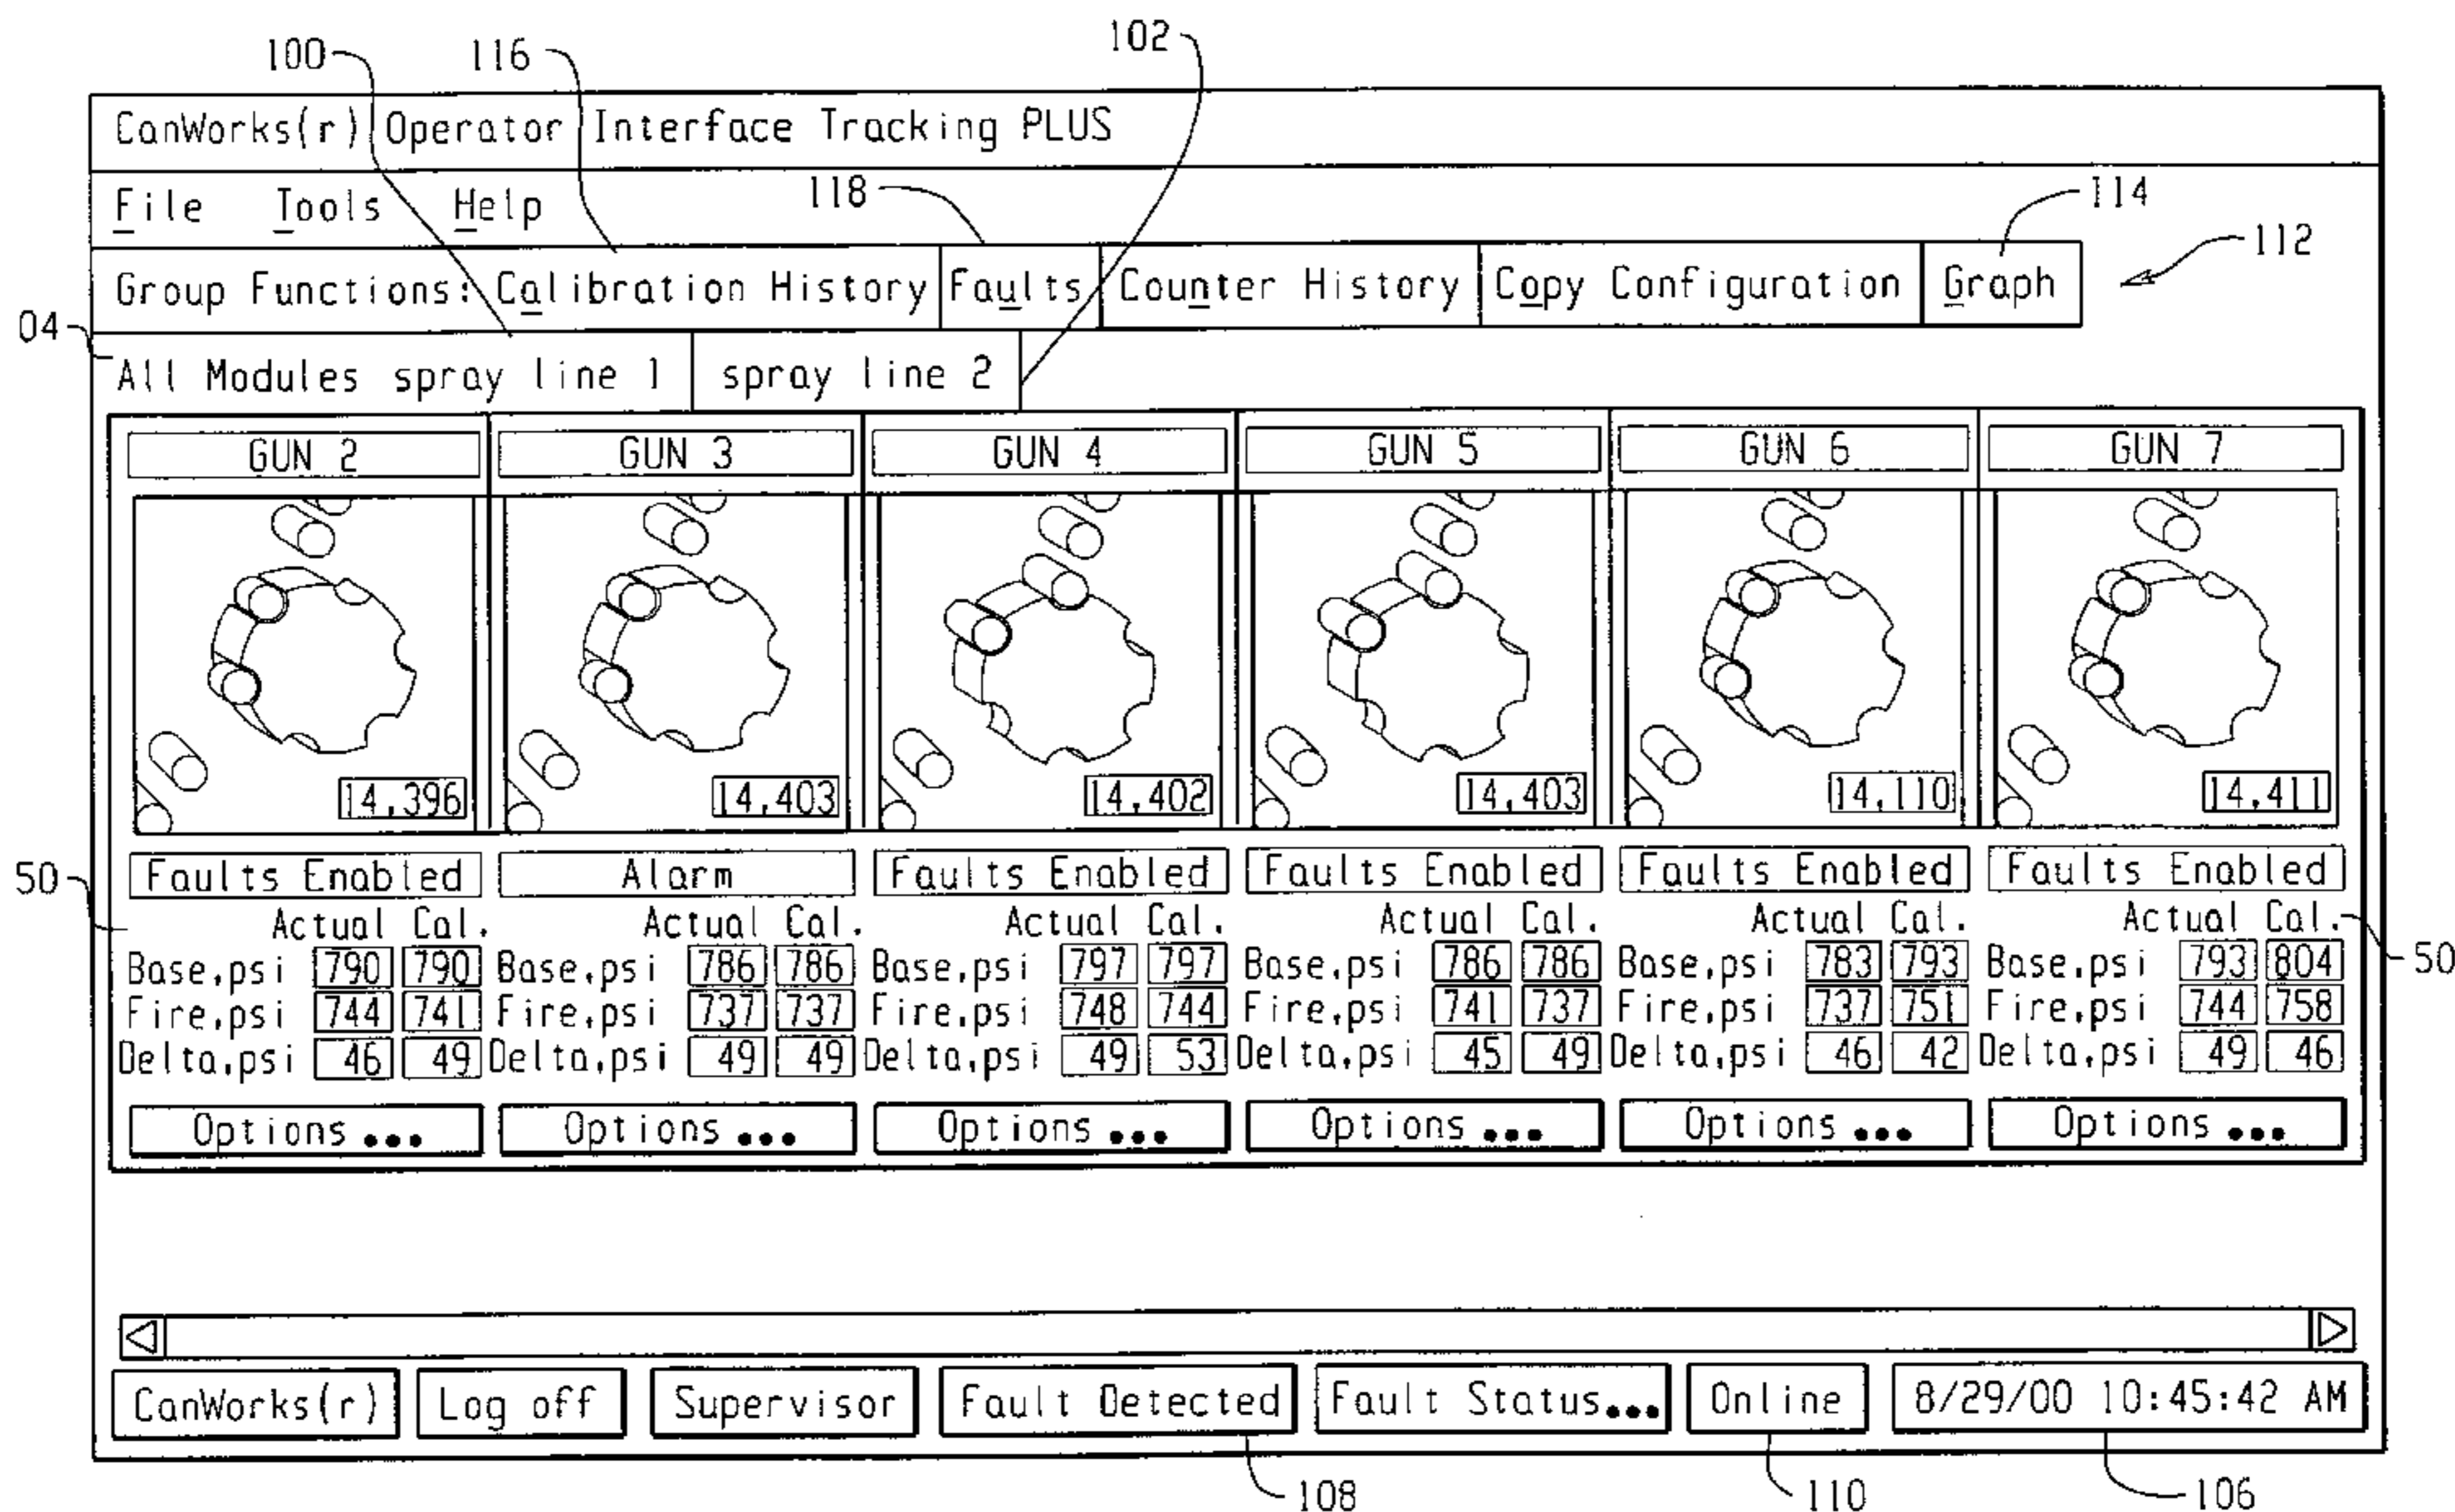 100 116 102
CanWorks(r) Operator Interface Tracking PLUS
File Tools Help 118 114
Group Functions: Calibration History Faults Counter History Copy Configuration Graph 112
04
All Modules spray line 1 spray line 2
GUN 2 GUN 3 GUN 4 GUN 5 GUN 6 GUN 7
14,396 14,403 14,402 14,403 14,110 14,411
50 Faults Enabled Alarm Faults Enabled Faults Enabled Faults Enabled Faults Enabled
Actual Cal. Actual Cal. Actual Cal. Actual Cal. Actual Cal. Actual Cal.
Base,psi 790 790 Base,psi 786 786 Base,psi 797 797 Base,psi 786 786 Base,psi 783 793 Base,psi 793 804 50
Fire,psi 744 741 Fire,psi 737 737 Fire,psi 748 744 Fire,psi 741 737 Fire,psi 737 751 Fire,psi 744 758
Delta,psi 46 49 Delta,psi 49 49 Delta,psi 49 53 Delta,psi 45 49 Delta,psi 46 42 Delta,psi 49 46
Options ... Options ... Options ... Options ... Options ... Options ...
CanWorks(r) Log off Supervisor Fault Detected Fault Status... Online 8/29/00 10:45:42 AM
108 110 106